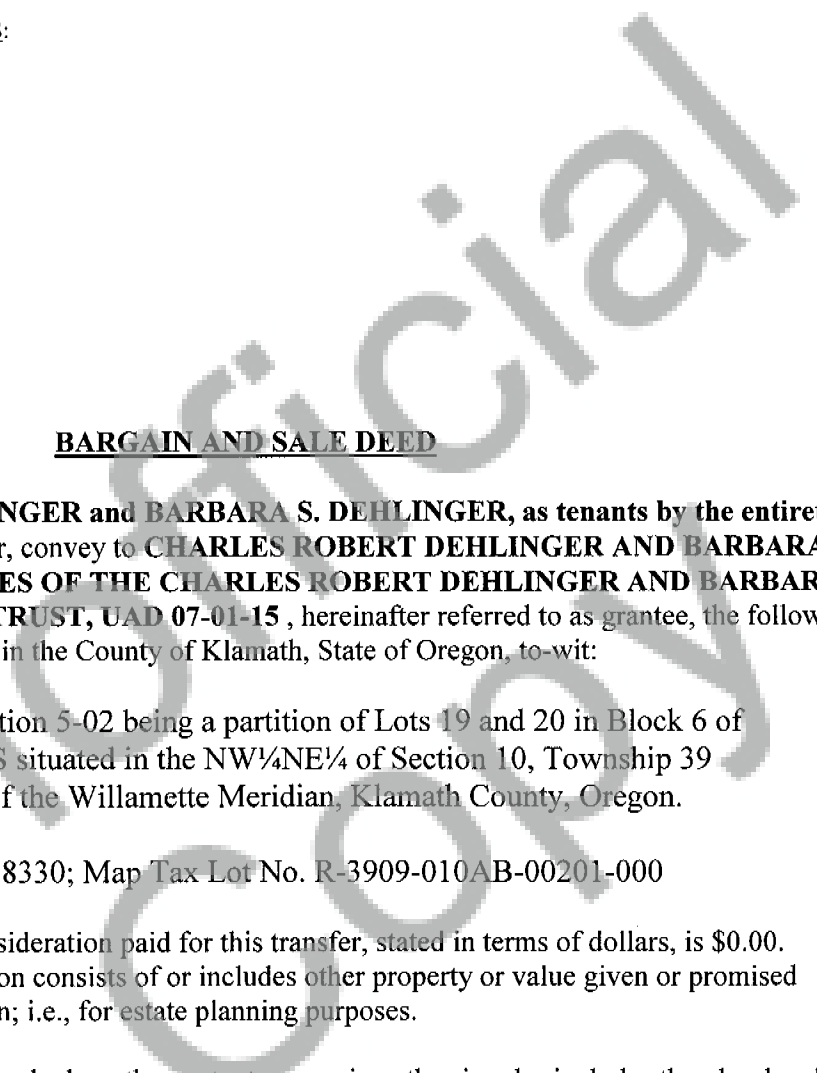 :
BARGAIN AND SALE DEED
NGER and BARBARA S. DEHLINGER, as tenants by the entire
r, convey to CHARLES ROBERT DEHLINGER AND BARBARA
ES OF THE CHARLES ROBERT DEHLINGER AND BARBAR
TRUST, UAD 07-01-15 , hereinafter referred to as grantee, the follow
in the County of Klamath, State of Oregon, to-wit:
tion 5-02 being a partition of Lots 19 and 20 in Block 6 of
S situated in the NW¼NE¼ of Section 10, Township 39
f the Willamette Meridian, Klamath County, Oregon.
8330; Map Tax Lot No. R-3909-010AB-00201-000
sideration paid for this transfer, stated in terms of dollars, is $0.00.
on consists of or includes other property or value given or promised
n; i.e., for estate planning purposes.
official
Copy